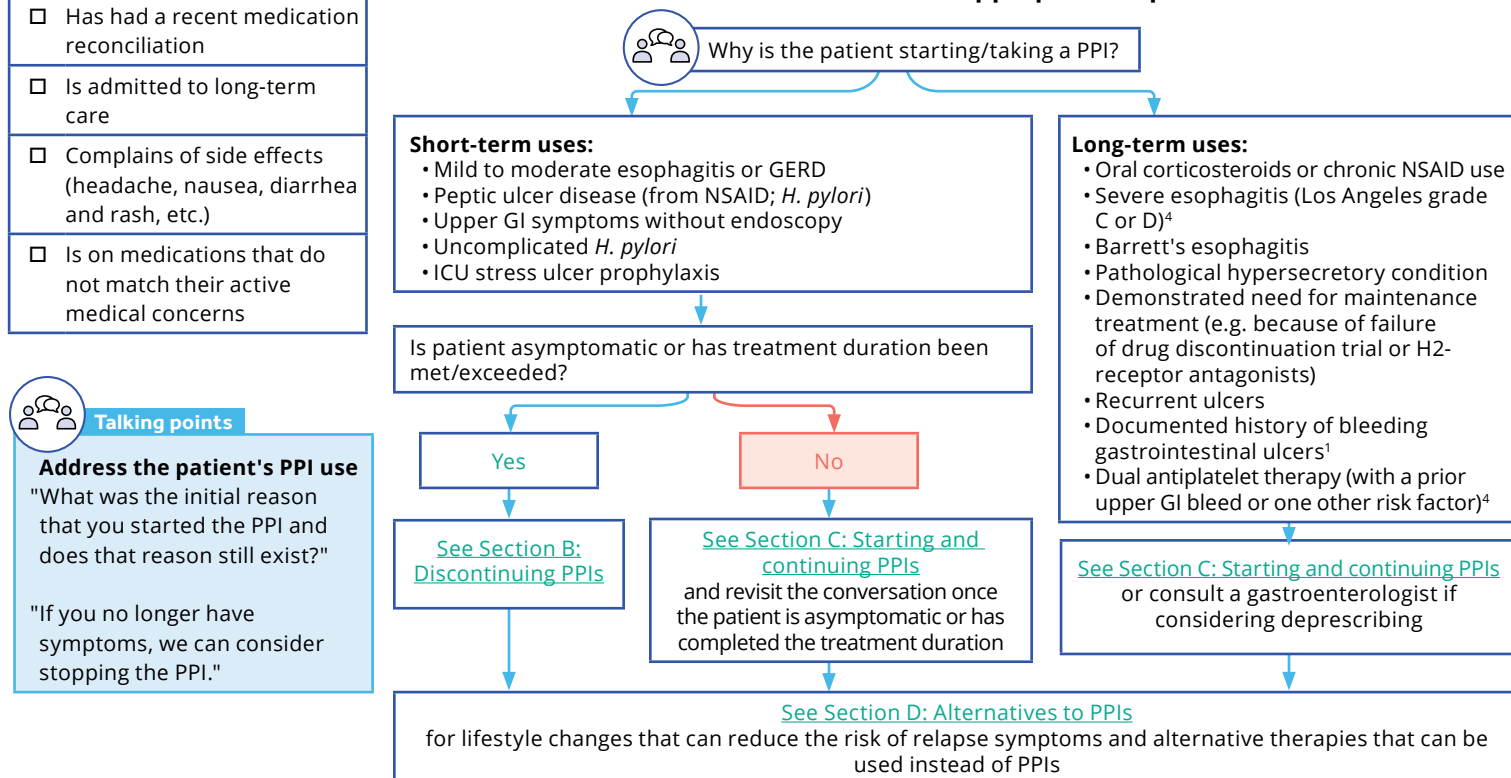 ☐ Has had a recent medication
reconciliation
☐ Is admitted to long-term
care
☐ Complains of side effects
(headache, nausea, diarrhea
and rash, etc.)
☐ Is on medications that do
not match their active
medical concerns
Talking points
Address the patient's PPI use
"What was the initial reason
that you started the PPI and
does that reason still exist?"
"If you no longer have
symptoms, we can consider
stopping the PPI."
Why is the patient starting/taking a PPI?
Short-term uses:
• Mild to moderate esophagitis or GERD
• Peptic ulcer disease (from NSAID; H. pylori)
• Upper GI symptoms without endoscopy
• Uncomplicated H. pylori
• ICU stress ulcer prophylaxis
Long-term uses:
• Oral corticosteroids or chronic NSAID use
• Severe esophagitis (Los Angeles grade
C or D)⁴
• Barrett's esophagitis
• Pathological hypersecretory condition
• Demonstrated need for maintenance
treatment (e.g. because of failure
of drug discontinuation trial or H2-
receptor antagonists)
• Recurrent ulcers
• Documented history of bleeding
gastrointestinal ulcers¹
• Dual antiplatelet therapy (with a prior
upper GI bleed or one other risk factor)⁴
Is patient asymptomatic or has treatment duration been
met/exceeded?
Yes
No
See Section B:
Discontinuing PPIs
See Section C: Starting and
continuing PPIs
and revisit the conversation once
the patient is asymptomatic or has
completed the treatment duration
See Section C: Starting and continuing PPIs
or consult a gastroenterologist if
considering deprescribing
See Section D: Alternatives to PPIs
for lifestyle changes that can reduce the risk of relapse symptoms and alternative therapies that can be
used instead of PPIs